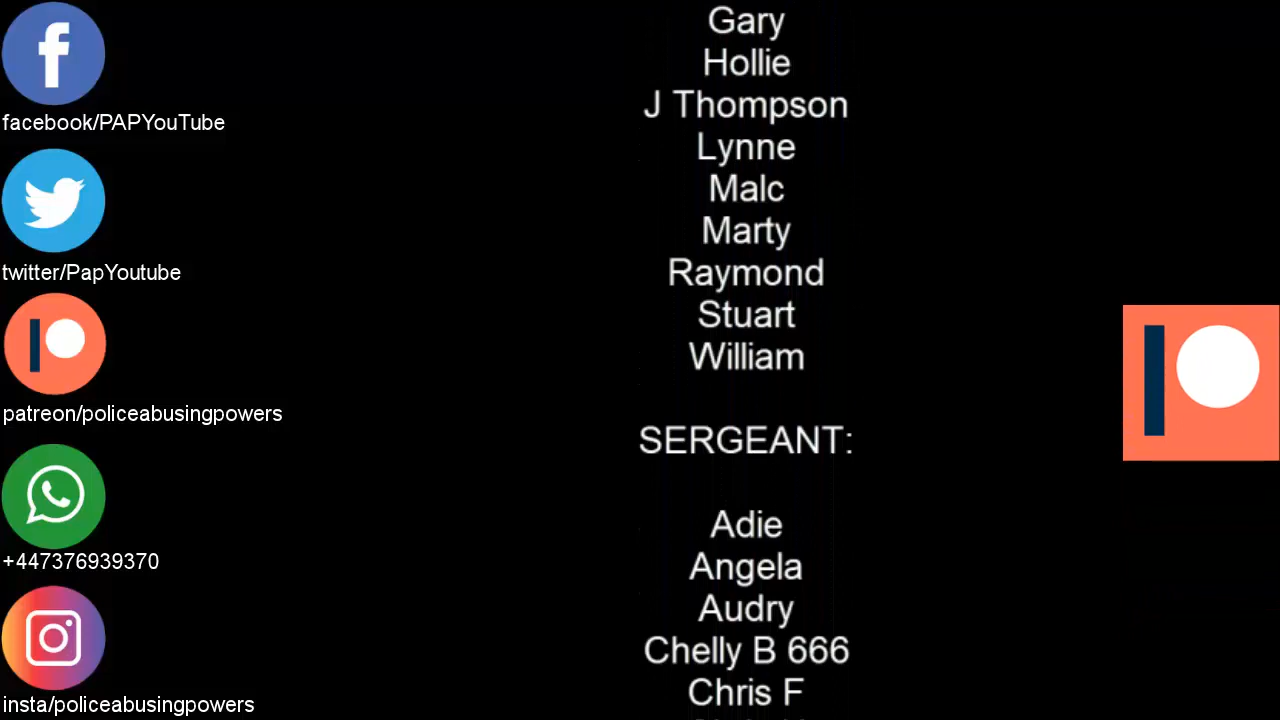 facebook/PAPYouTube
twitter/PapYoutube
patreon/policeabusingpowers
+447376939370
insta/policeabusingpowers
Gary
Hollie
J Thompson
Lynne
Malc
Marty
Raymond
Stuart
William
SERGEANT:
Adie
Angela
Audry
Chelly B 666
Chris F